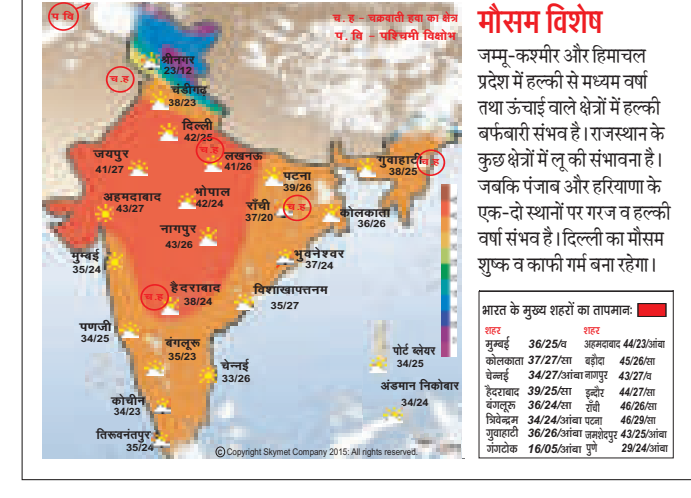 प वि
च. ह - चक्रवाती हवा का क्षेत्र
प. वि - पश्चिमी विक्षोभ
श्रीनगर
23/12
च.ह
चंडीगढ़
38/23
दिल्ली
42/25
च.ह
जयपुर
41/27
लखनऊ
41/26
गुवाहाटी
38/25
च.ह
पटना
39/26
अहमदाबाद
43/27
भोपाल
42/24
राँची
37/20
च.ह
कोलकाता
36/26
नागपुर
43/26
भुवनेश्वर
37/24
मुम्बई
35/24
हैदराबाद
38/24
च.ह
विशाखापत्तनम
35/27
पणजी
34/25
बंगलूरू
35/23
चेन्नई
33/26
पोर्ट ब्लेयर
34/25
अंडमान निकोबार
34/24
कोचीन
34/23
तिरूवनंतपुर
35/24
© Copyright Skymet Company 2015: All rights reserved.
मौसम विशेष
जम्मू-कश्मीर और हिमाचल
प्रदेश में हल्की से मध्यम वर्षा
तथा ऊंचाई वाले क्षेत्रों में हल्की
बर्फबारी संभव है। राजस्थान के
कुछ क्षेत्रों में लू की संभावना है।
जबकि पंजाब और हरियाणा के
एक-दो स्थानों पर गरज व हल्की
वर्षा संभव है। दिल्ली का मौसम
शुष्क व काफी गर्म बना रहेगा।
भारत के मुख्य शहरों का तापमान:
शहर शहर
मुम्बई 36/25/व अहमदाबाद 44/23/आंबा
कोलकाता 37/27/सा बड़ौदा 45/26/सा
चेन्नई 34/27/आंबा नागपुर 43/27/व
हैदराबाद 39/25/सा इन्दौर 44/27/सा
बंगलूरू 36/24/सा राँची 46/26/सा
त्रिवेन्द्रम 34/24/आंबा पटना 46/29/सा
गुवाहाटी 36/26/आंबा जमशेदपुर 43/25/आंबा
गंगटोक 16/05/आंबा पुणे 29/24/आंबा